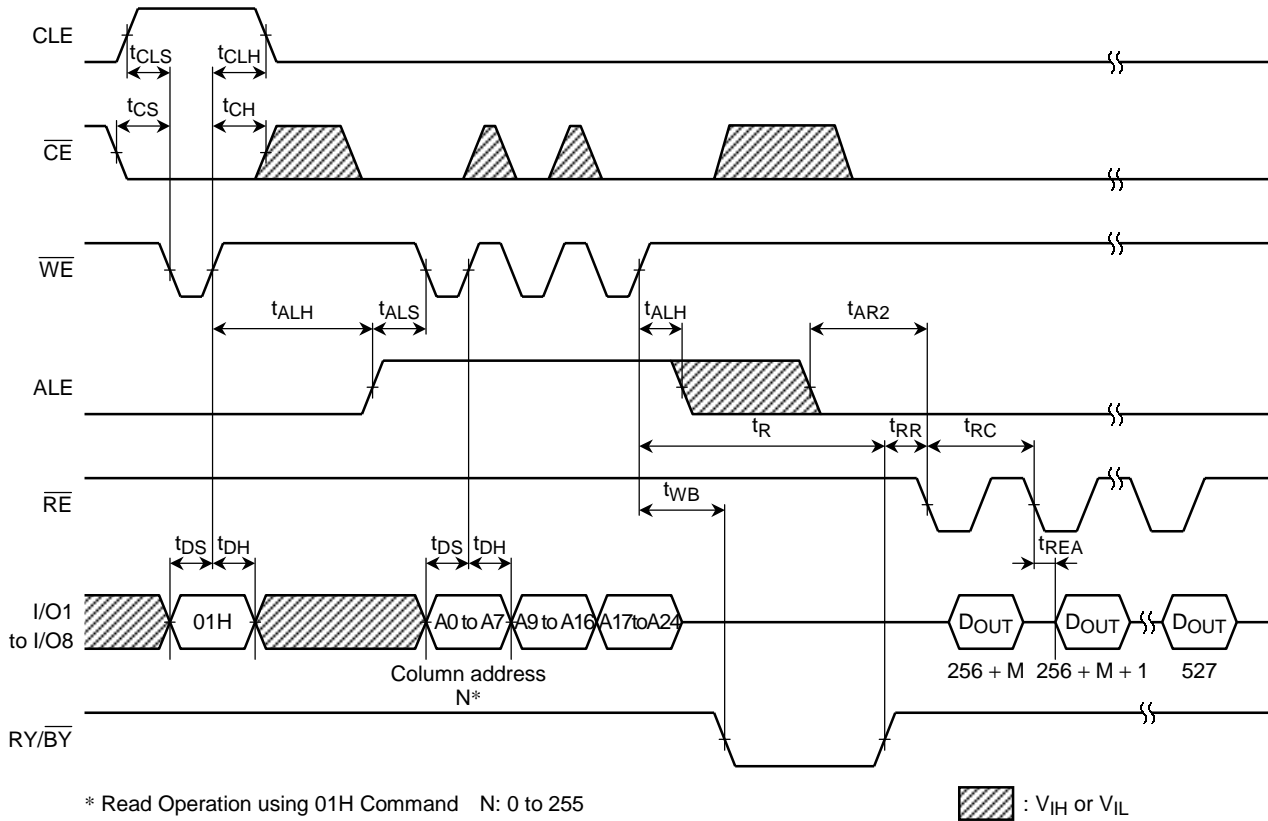 CLE
tCLS
tCLH
tCS
tCH
CE
WE
tALH
tALS
tALH
tAR2
ALE
tR
tRR
tRC
RE
tWB
tDS
tDH
tDS
tDH
tREA
I/O1
to I/O8
01H
A0 to A7
A9 to A16
A17toA24
DOUT
DOUT
DOUT
256 + M
256 + M + 1
527
Column address
N*
RY/BY
* Read Operation using 01H Command N: 0 to 255
: VIH or VIL